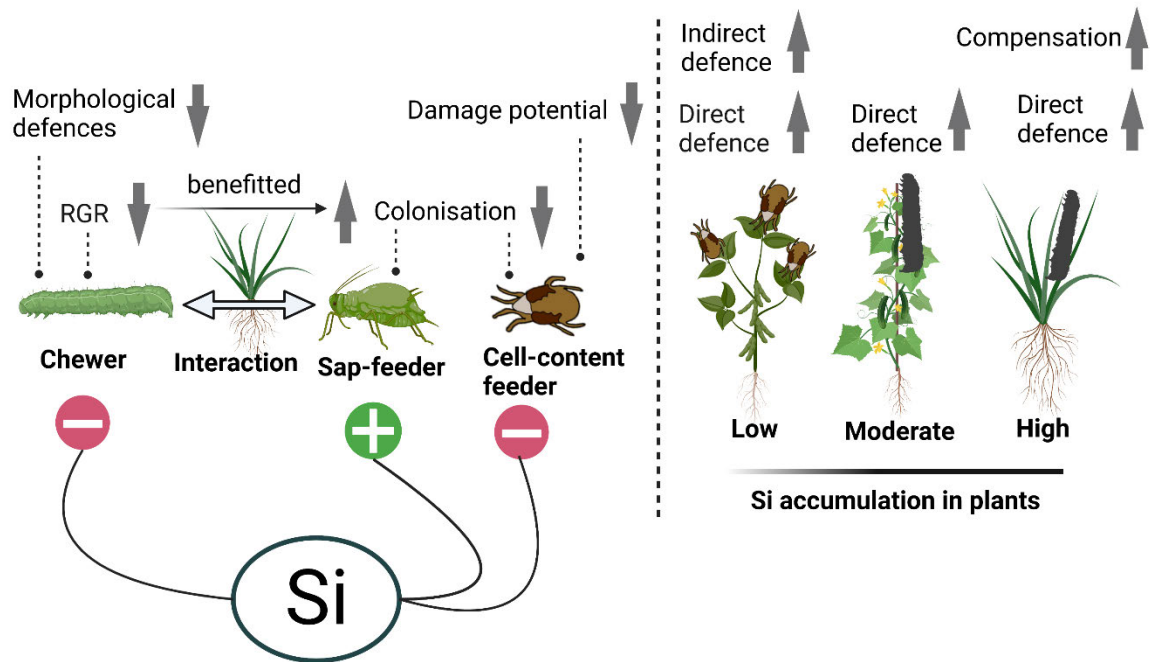 Morphological
defences
RGR
benefitted
Colonisation
Damage potential
Chewer
Interaction
Sap-feeder
Cell-content
feeder
Si
Indirect
defence
Direct
defence
Direct
defence
Compensation
Direct
defence
Low
Moderate
High
Si accumulation in plants